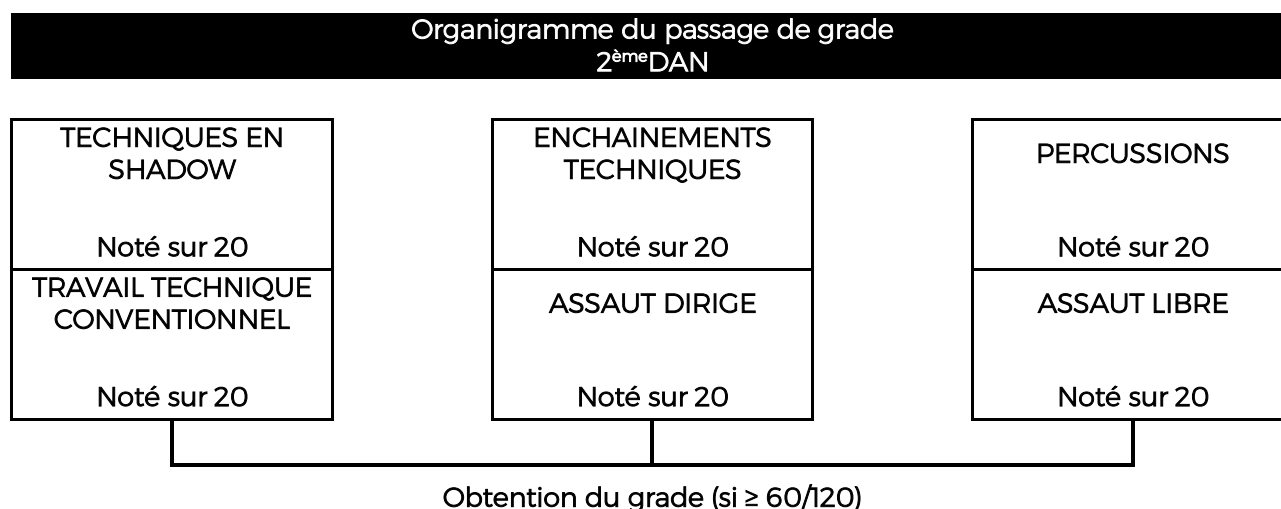 Organigramme du passage de grade
2èmeDAN
TECHNIQUES EN
SHADOW
Noté sur 20
TRAVAIL TECHNIQUE
CONVENTIONNEL
Noté sur 20
ENCHAINEMENTS
TECHNIQUES
Noté sur 20
ASSAUT DIRIGE
Noté sur 20
PERCUSSIONS
Noté sur 20
ASSAUT LIBRE
Noté sur 20
Obtention du grade (si ≥ 60/120)